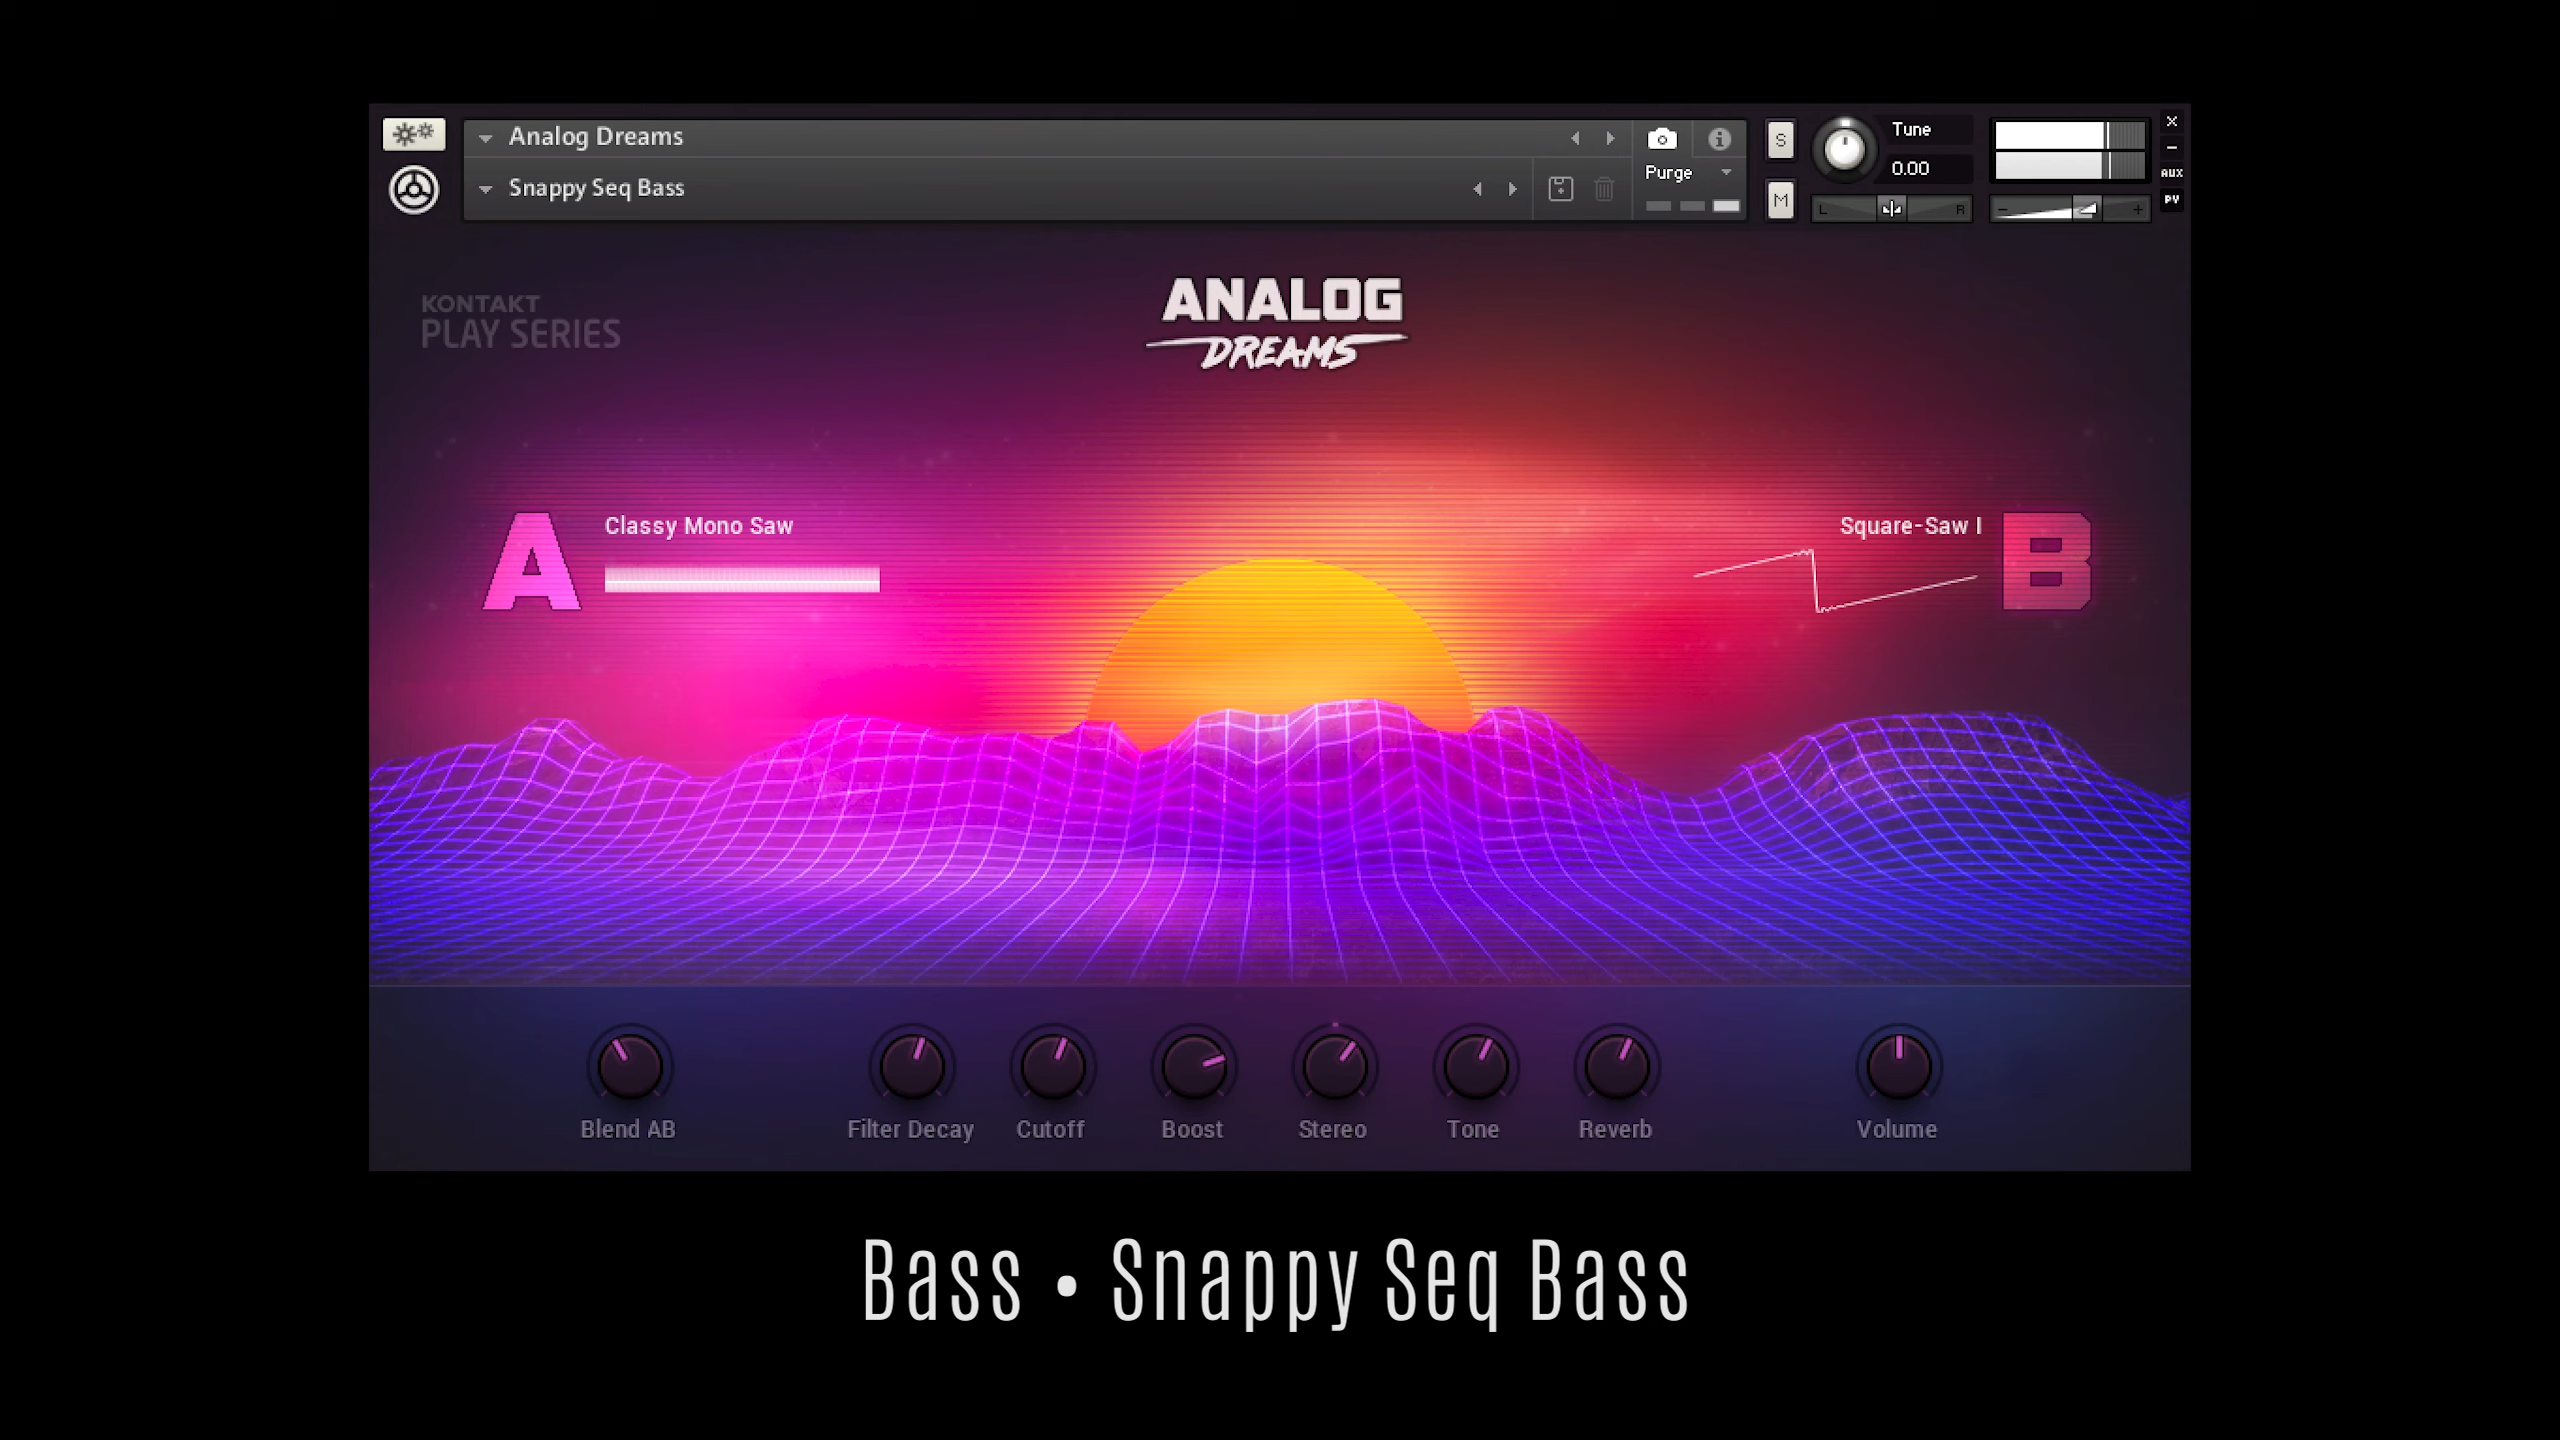 Analog Dreams
Snappy Seq Bass
Purge
S
M
Tune
0.00
L R
- +
x
AUX
PV
KONTAKT
PLAY SERIES
ANALOG
DREAMS
A
Classy Mono Saw
Square-Saw I
B
Blend AB
Filter Decay
Cutoff
Boost
Stereo
Tone
Reverb
Volume
Bass • Snappy Seq Bass